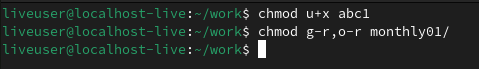 liveuser@localhost-live:~/work$ chmod u+x abc1
liveuser@localhost-live:~/work$ chmod g-r,o-r monthly01/
liveuser@localhost-live:~/work$